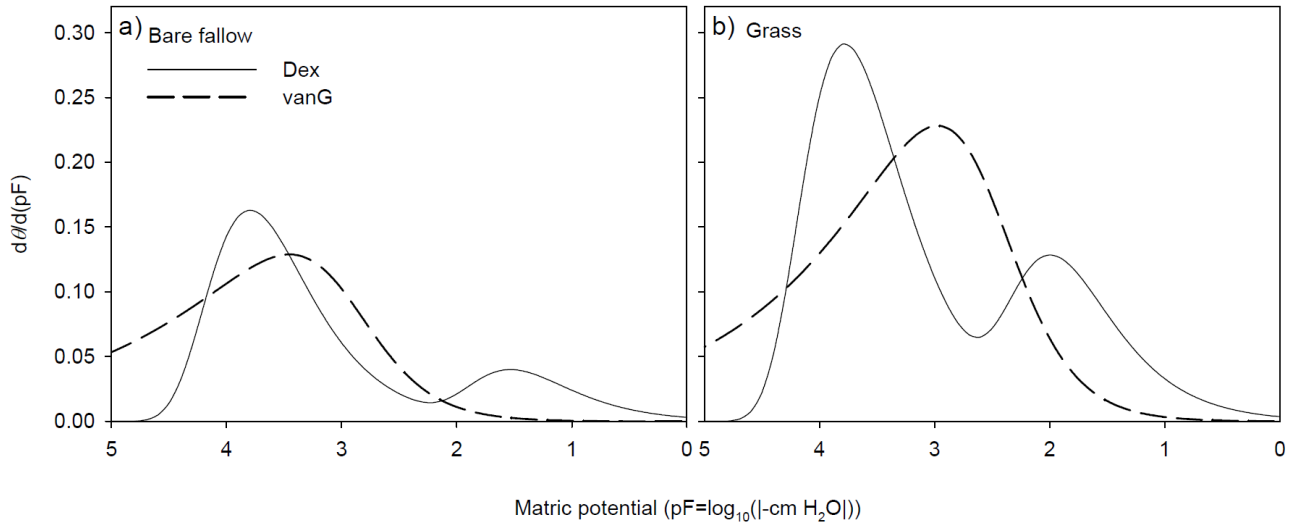 a) Bare fallow
Dex
vanG
b) Grass
0.30
0.25
0.20
0.15
0.10
0.05
0.00
dθ/d(pF)
5 4 3 2 1 0
5 4 3 2 1 0
Matric potential (pF=log₁₀(|-cm H₂O|))